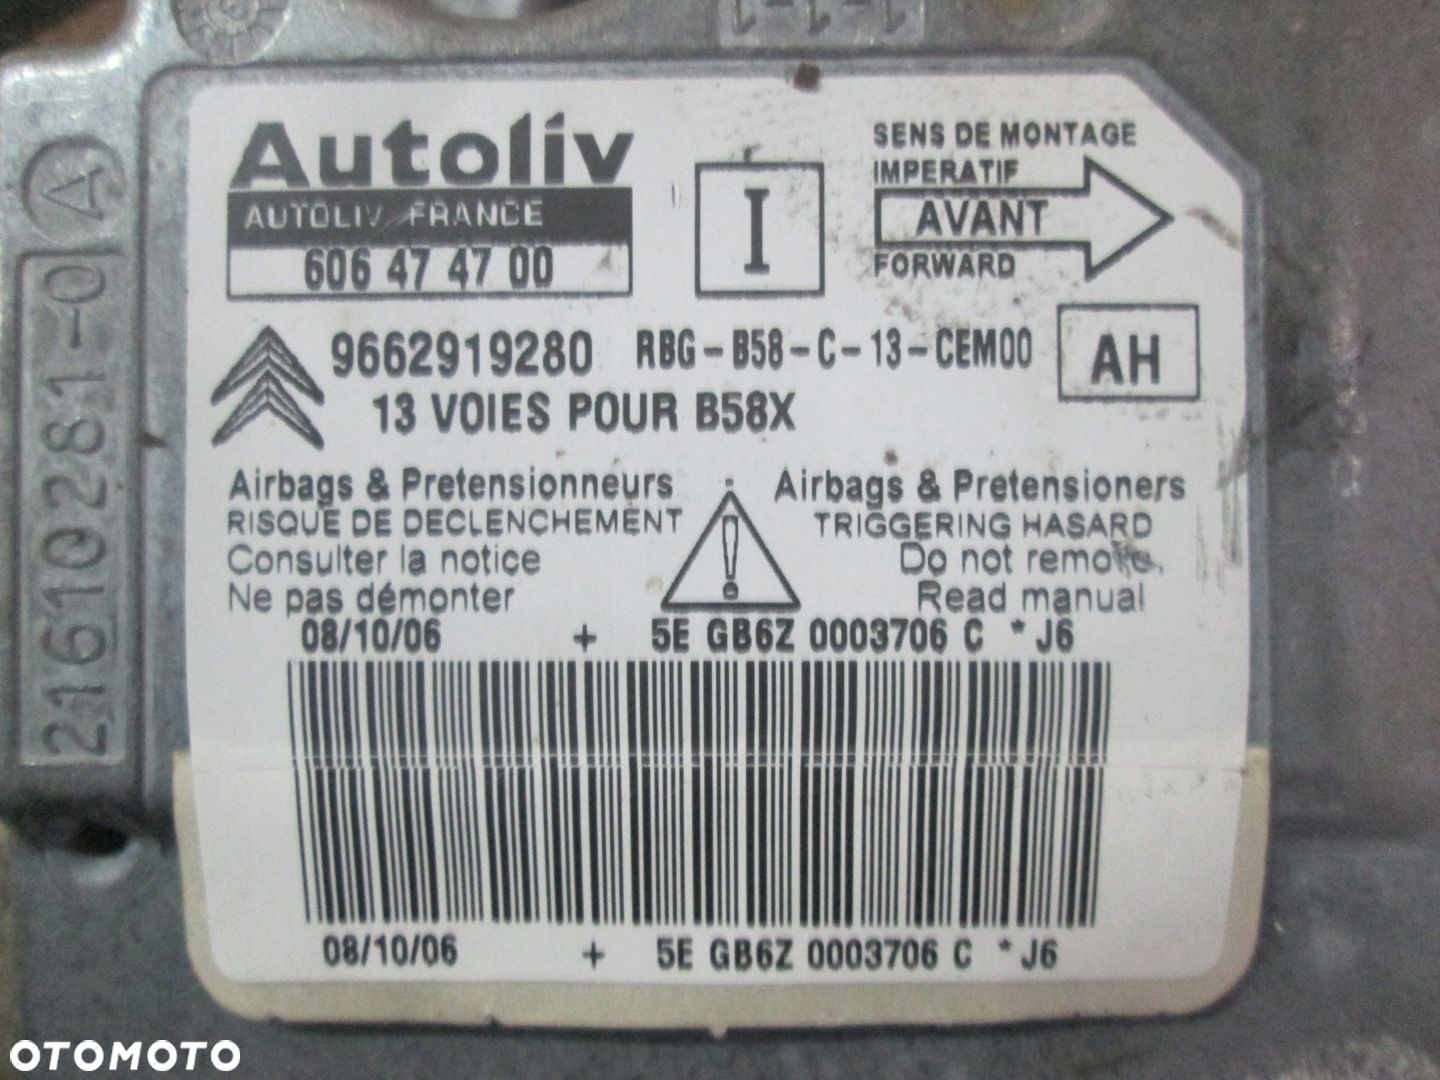 1-1-1
A
21610281-0
Autoliv
AUTOLIV FRANCE
606 47 47 00
I
SENS DE MONTAGE
IMPERATIF
AVANT
FORWARD
9662919280 RBG-B58-C-13-CEM00
AH
13 VOIES POUR B58X
Airbags & Pretensionneurs
RISQUE DE DECLENCHEMENT
Consulter la notice
Ne pas démonter
!
Airbags & Pretensioners
TRIGGERING HASARD
Do not remove.
Read manual
08/10/06 + 5E GB6Z 0003706 C * J6
08/10/06 + 5E GB6Z 0003706 C * J6
OTOMOTO